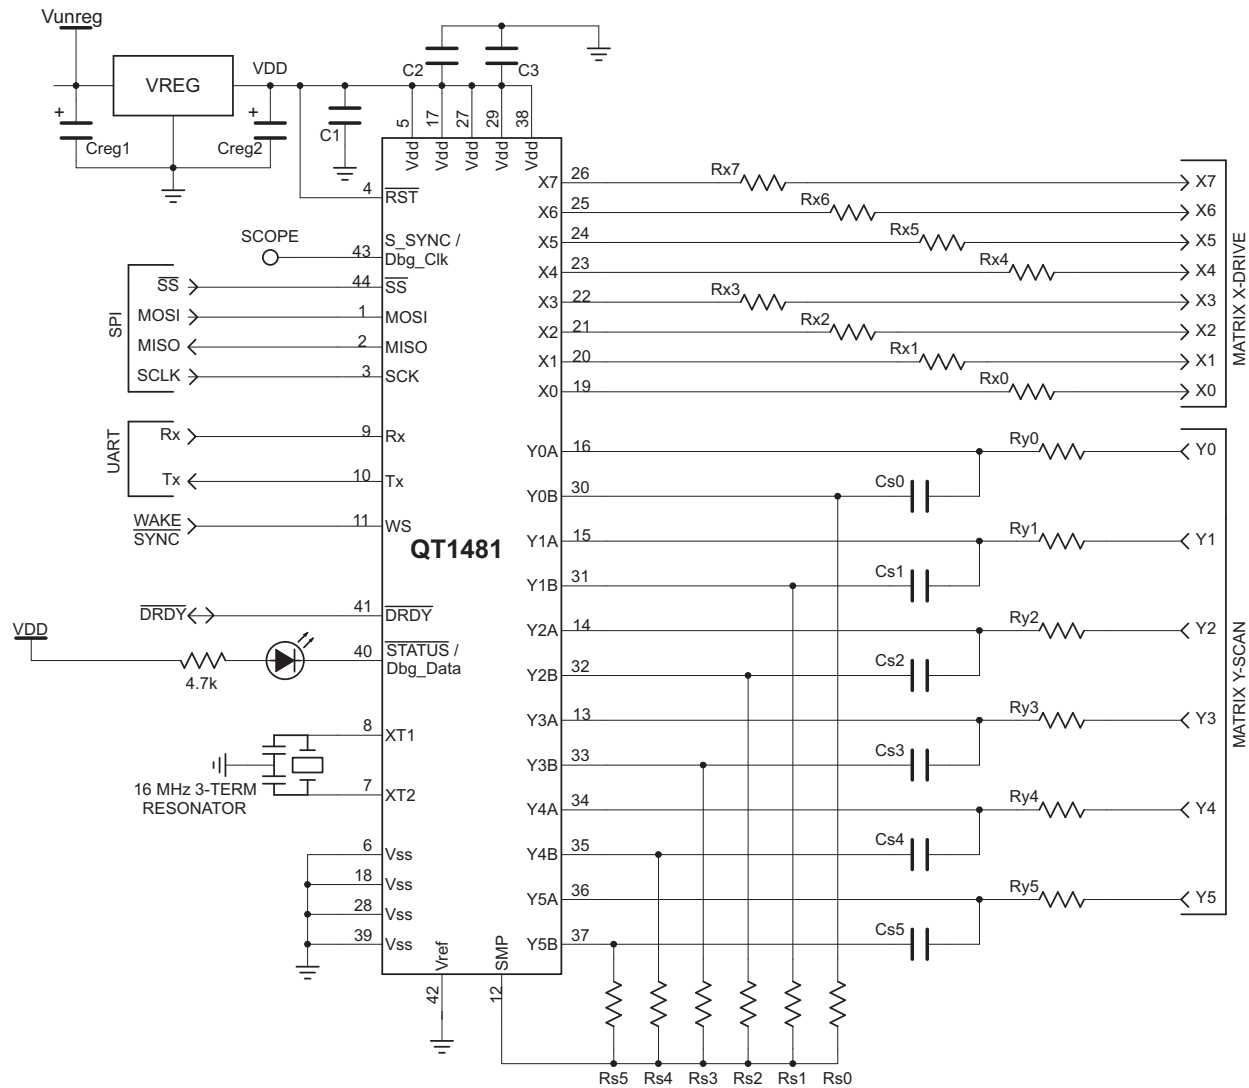 Vunreg
VREG
VDD
+
+
Creg1
Creg2
C1
C2
C3
5
17
27
29
38
Vdd
Vdd
Vdd
Vdd
Vdd
4
RST
SCOPE
43
S_SYNC /
Dbg_Clk
SPI
SS
44
SS
MOSI
1
MOSI
MISO
2
MISO
SCLK
3
SCK
UART
Rx
9
Rx
Tx
10
Tx
WAKE
SYNC
11
WS
QT1481
DRDY
41
DRDY
VDD
4.7k
40
STATUS /
Dbg_Data
8
XT1
16 MHz 3-TERM
RESONATOR
7
XT2
6
Vss
18
Vss
28
Vss
39
Vss
Vref
42
SMP
12
X7
26
Rx7
X7
X6
25
Rx6
X6
X5
24
Rx5
X5
X4
23
Rx4
X4
X3
22
Rx3
X3
X2
21
Rx2
X2
X1
20
Rx1
X1
X0
19
Rx0
X0
MATRIX X-DRIVE
Y0A
16
Ry0
Y0
Y0B
30
Cs0
Y1A
15
Ry1
Y1
Y1B
31
Cs1
Y2A
14
Ry2
Y2
Y2B
32
Cs2
Y3A
13
Ry3
Y3
Y3B
33
Cs3
Y4A
34
Ry4
Y4
Y4B
35
Cs4
Y5A
36
Ry5
Y5
Y5B
37
Cs5
MATRIX Y-SCAN
Rs5
Rs4
Rs3
Rs2
Rs1
Rs0